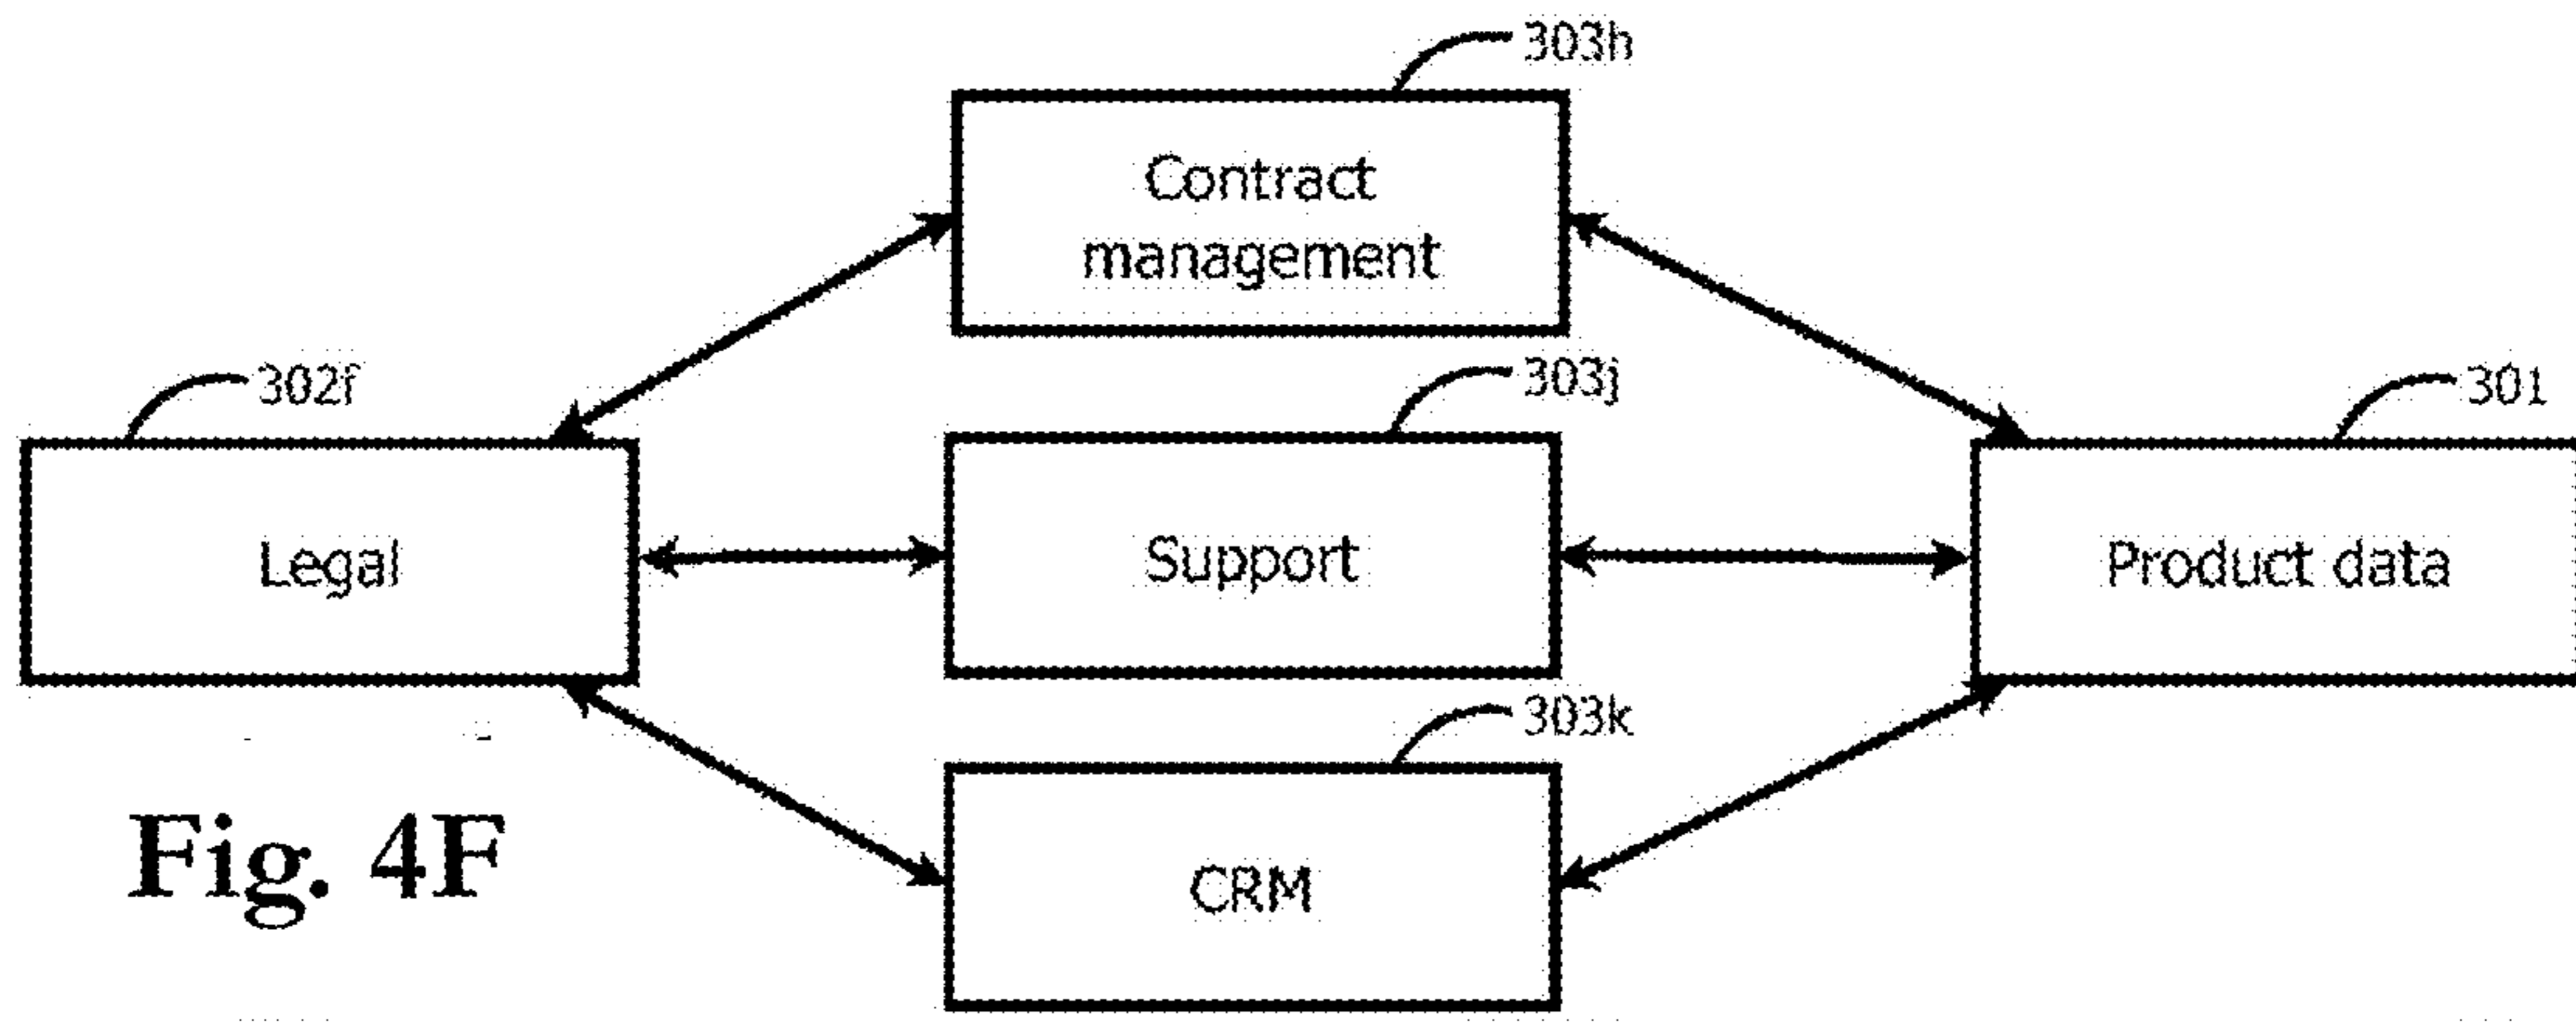 303h
Contract
management
302f
303j
301
Legal
Support
Product data
303k
CRM
Fig. 4F